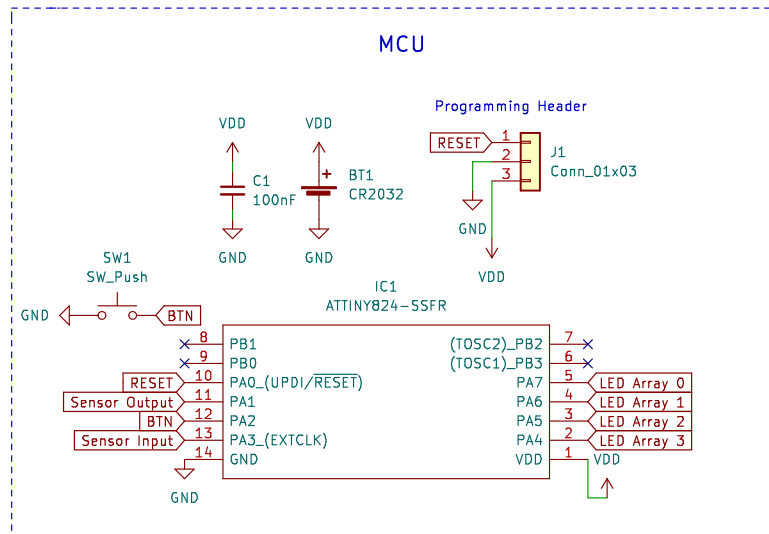 MCU
Programming Header
VDD
VDD
RESET
1
2
3
J1
Conn_01x03
C1
100nF
+
BT1
CR2032
GND
GND
GND
VDD
SW1
SW_Push
GND
BTN
IC1
ATTINY824-SSFR
8 PB1
(TOSC2)_PB2 7
9 PB0
(TOSC1)_PB3 6
RESET 10 PA0_(UPDI/RESET)
PA7 5 LED Array 0
Sensor Output 11 PA1
PA6 4 LED Array 1
BTN 12 PA2
PA5 3 LED Array 2
Sensor Input 13 PA3_(EXTCLK)
PA4 2 LED Array 3
14 GND
VDD 1 VDD
GND